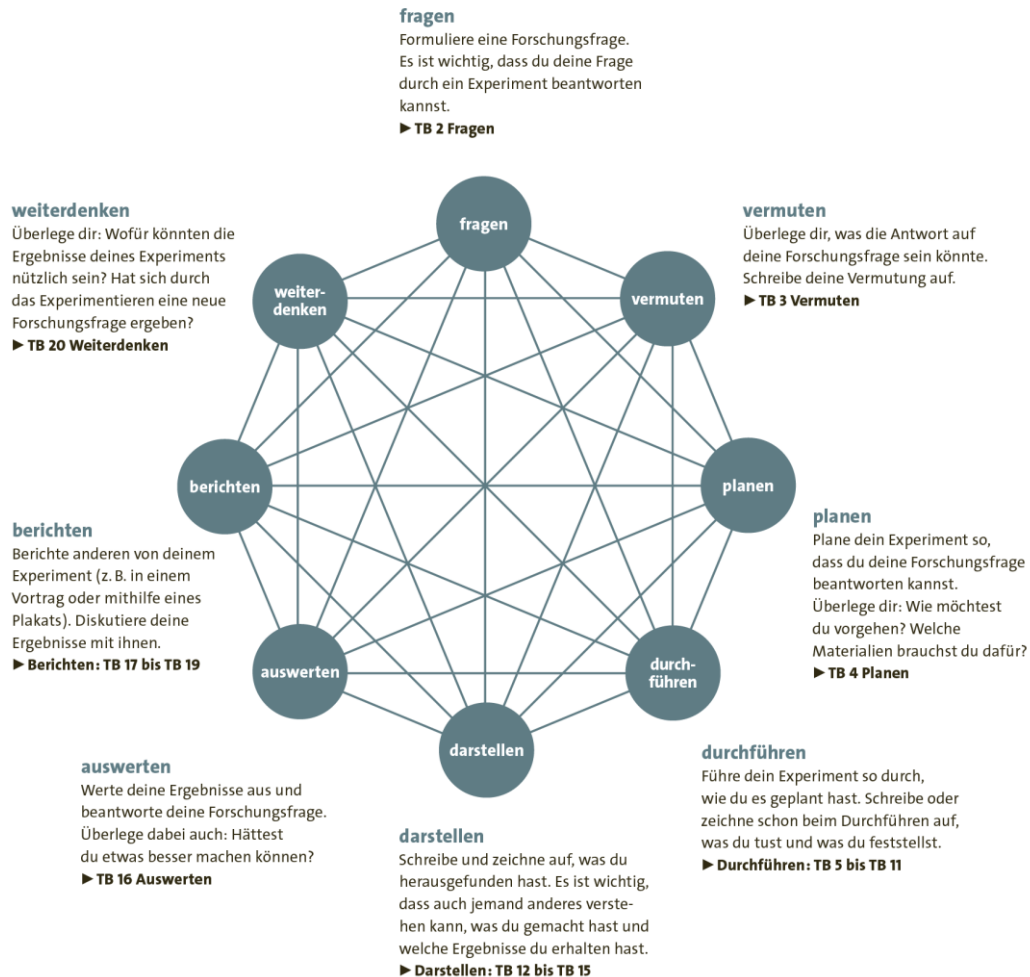 fragen
Formuliere eine Forschungsfrage.
Es ist wichtig, dass du deine Frage
durch ein Experiment beantworten
kannst.
► TB 2 Fragen
weiterdenken
Überlege dir: Wofür könnten die
Ergebnisse deines Experiments
nützlich sein? Hat sich durch
das Experimentieren eine neue
Forschungsfrage ergeben?
► TB 20 Weiterdenken
vermuten
Überlege dir, was die Antwort auf
deine Forschungsfrage sein könnte.
Schreibe deine Vermutung auf.
► TB 3 Vermuten
fragen
weiter-
denken
vermuten
berichten
planen
auswerten
durch-
führen
darstellen
berichten
Berichte anderen von deinem
Experiment (z. B. in einem
Vortrag oder mithilfe eines
Plakats). Diskutiere deine
Ergebnisse mit ihnen.
► Berichten: TB 17 bis TB 19
planen
Plane dein Experiment so,
dass du deine Forschungsfrage
beantworten kannst.
Überlege dir: Wie möchtest
du vorgehen? Welche
Materialien brauchst du dafür?
► TB 4 Planen
auswerten
Werte deine Ergebnisse aus und
beantworte deine Forschungsfrage.
Überlege dabei auch: Hättest
du etwas besser machen können?
► TB 16 Auswerten
darstellen
Schreibe und zeichne auf, was du
herausgefunden hast. Es ist wichtig,
dass auch jemand anderes verste-
hen kann, was du gemacht hast und
welche Ergebnisse du erhalten hast.
► Darstellen: TB 12 bis TB 15
durchführen
Führe dein Experiment so durch,
wie du es geplant hast. Schreibe oder
zeichne schon beim Durchführen auf,
was du tust und was du feststellst.
► Durchführen: TB 5 bis TB 11